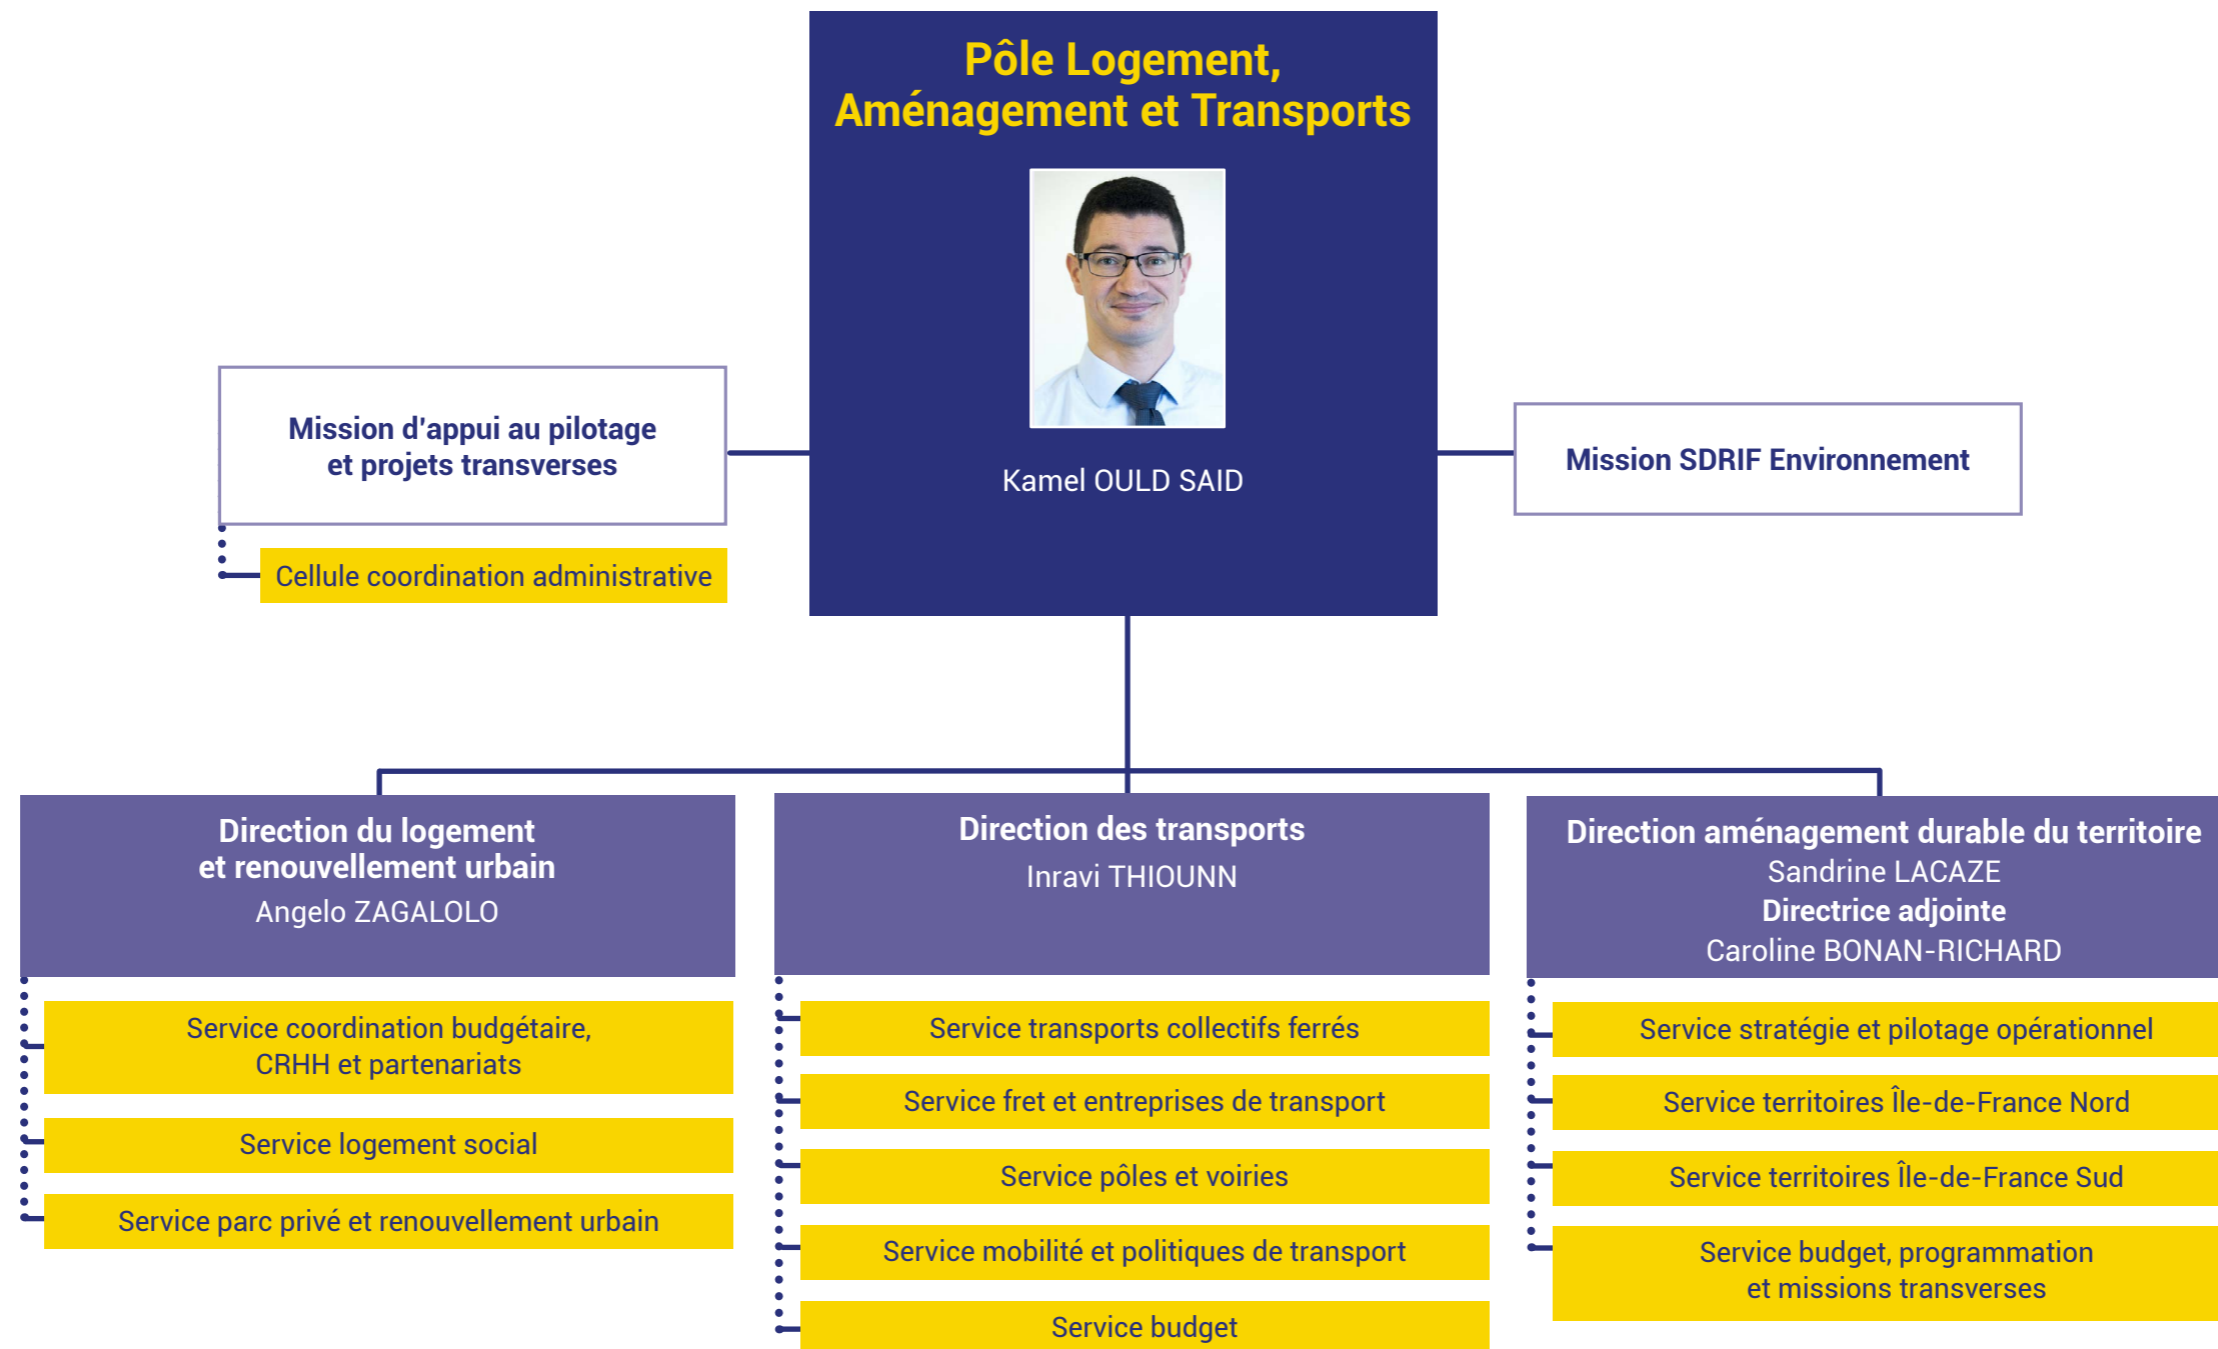 Pôle Logement,
Aménagement et Transports
Kamel OULD SAID
Mission d'appui au pilotage
et projets transverses
Cellule coordination administrative
Mission SDRIF Environnement
Direction du logement
et renouvellement urbain
Angelo ZAGALOLO
Service coordination budgétaire,
CRHH et partenariats
Service logement social
Service parc privé et renouvellement urbain
Direction des transports
Inravi THIOUNN
Service transports collectifs ferrés
Service fret et entreprises de transport
Service pôles et voiries
Service mobilité et politiques de transport
Service budget
Direction aménagement durable du territoire
Sandrine LACAZE
Directrice adjointe
Caroline BONAN-RICHARD
Service stratégie et pilotage opérationnel
Service territoires Île-de-France Nord
Service territoires Île-de-France Sud
Service budget, programmation
et missions transverses